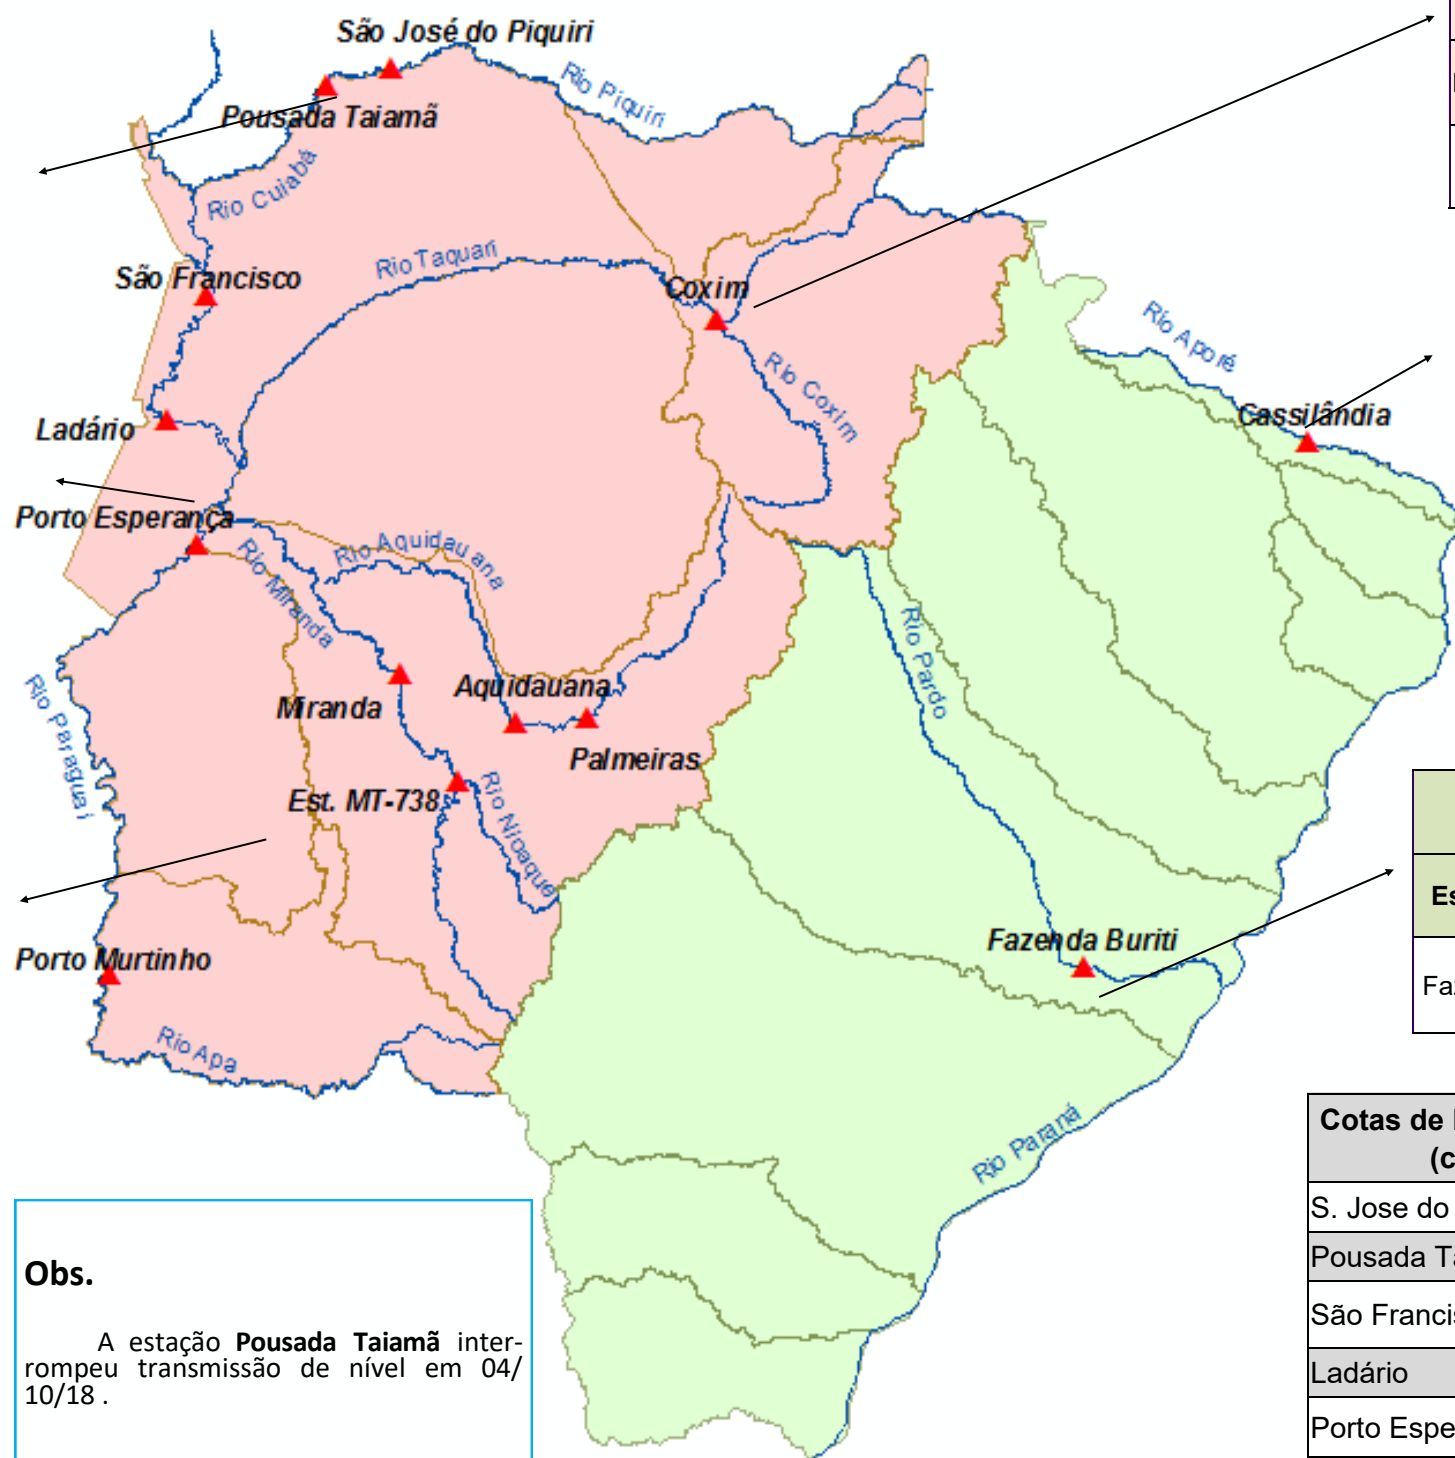 São José do Piquiri
Rio Piquiri
Pousada Taiamã
Rio Cuiabá
Rio Taquari
São Francisco
Coxim
Rio Aporé
Rio Coxim
Cassilândia
Ladário
Porto Esperança
Rio Aquidauana
Rio Miranda
Rio Pardo
Rio Paraguai
Aquidauana
Miranda
Palmeiras
Est. MT-738
Rio Nioaque
Es
Fazenda Buriti
Porto Murtinho
Faz
Rio Apa
Rio Paraná
Cotas de
(c
S. Jose do
Pousada Ta
São Francis
Ladário
Porto Espe
Obs.
A estação Pousada Taiamã inter-
rompeu transmissão de nível em 04/
10/18 .